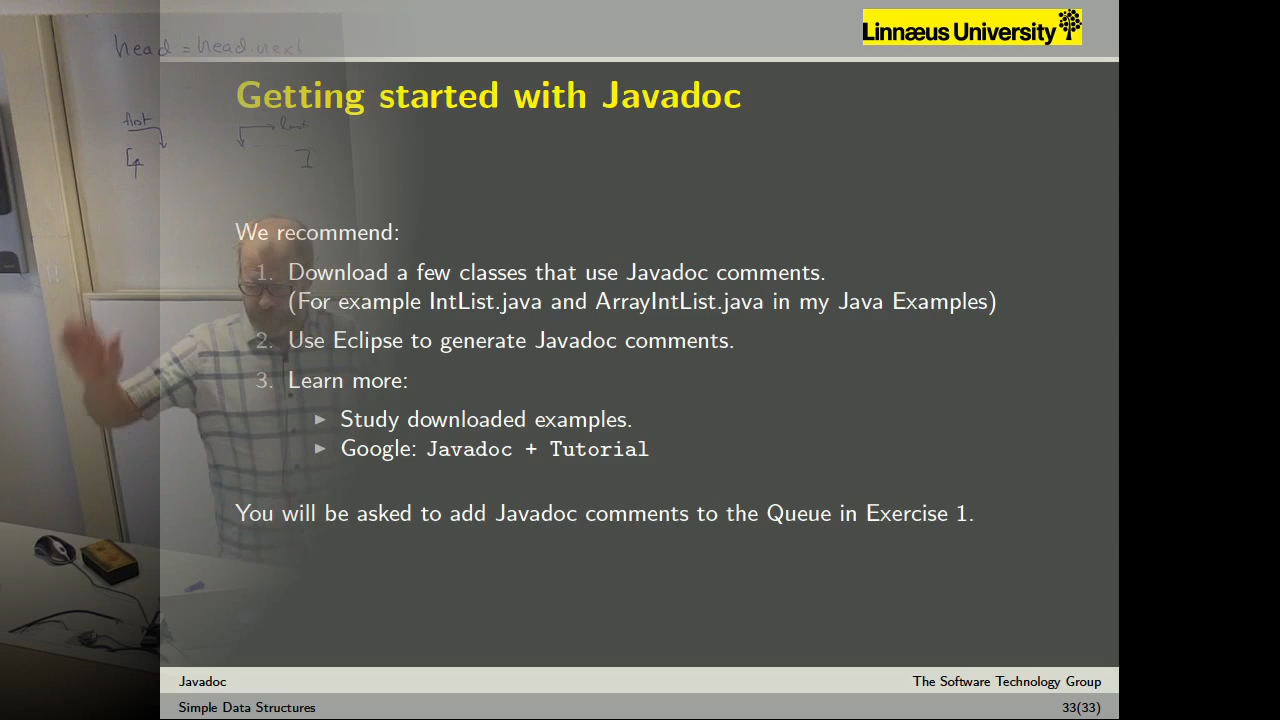 Linnæus University
head = head.next
Getting started with Javadoc
first
last
We recommend:
1. Download a few classes that use Javadoc comments.
(For example IntList.java and ArrayIntList.java in my Java Examples)
2. Use Eclipse to generate Javadoc comments.
3. Learn more:
▶ Study downloaded examples.
▶ Google: Javadoc + Tutorial
You will be asked to add Javadoc comments to the Queue in Exercise 1.
Javadoc
The Software Technology Group
Simple Data Structures
33(33)